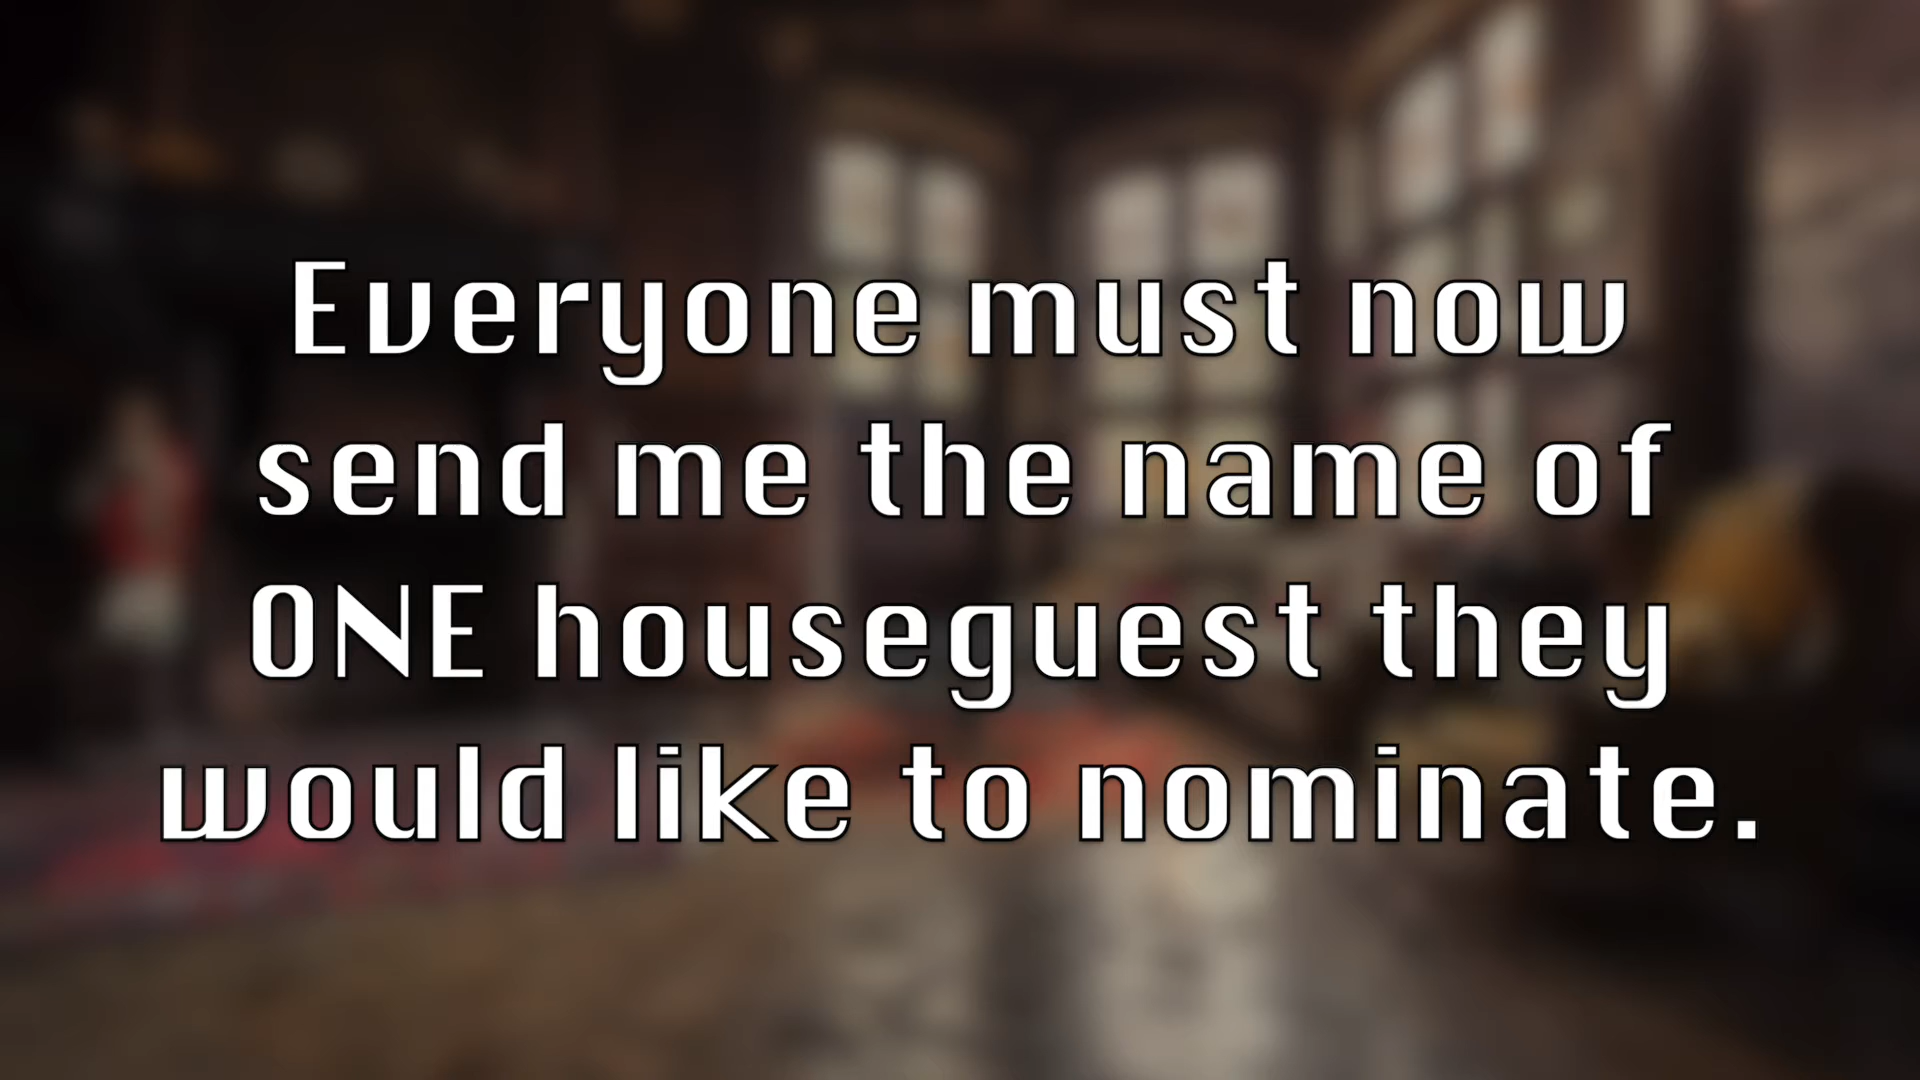 Everyone must now
send me the name of
ONE houseguest they
would like to nominate.